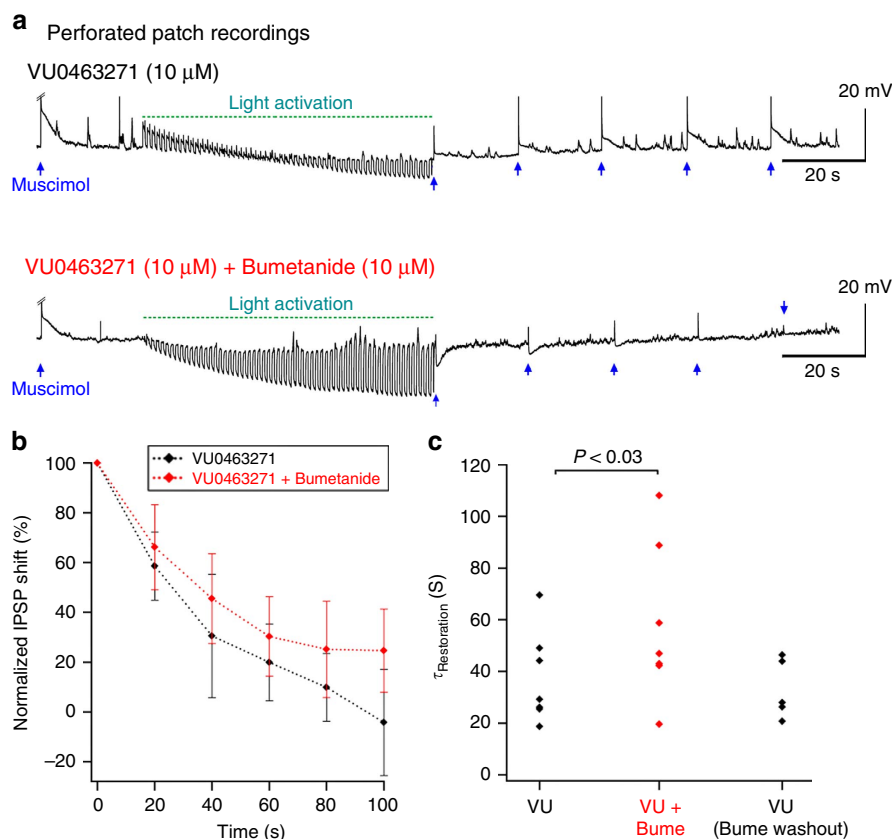 a
Perforated patch recordings
VU0463271 (10 μM)
Light activation
20 mV
20 s
Muscimol
VU0463271 (10 μM) + Bumetanide (10 μM)
Light activation
20 mV
20 s
Muscimol
b
VU0463271
VU0463271 + Bumetanide
Normalized IPSP shift (%)
100
80
60
40
20
0
−20
0 20 40 60 80 100
Time (s)
c
P < 0.03
τRestoration (S)
120
100
80
60
40
20
0
VU
VU + Bume
VU (Bume washout)